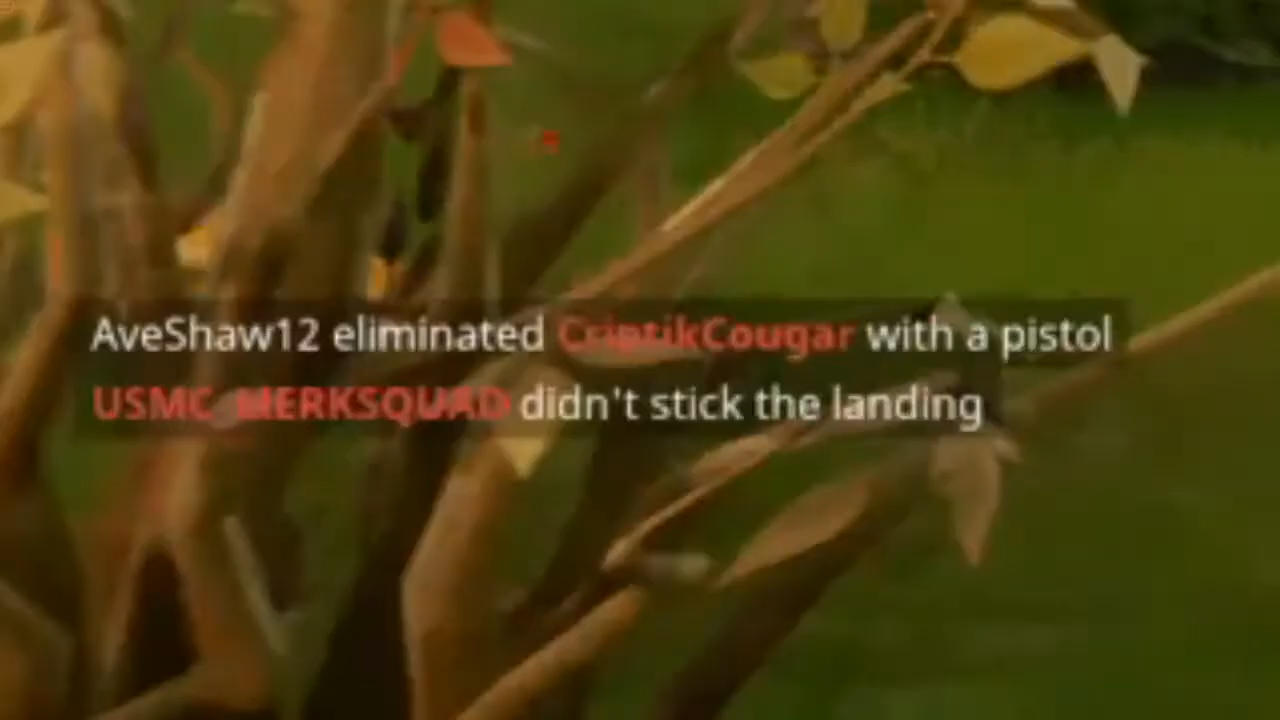 AveShaw12 eliminated CriptikCougar with a pistol
USMC_MERKSQUAD didn't stick the landing